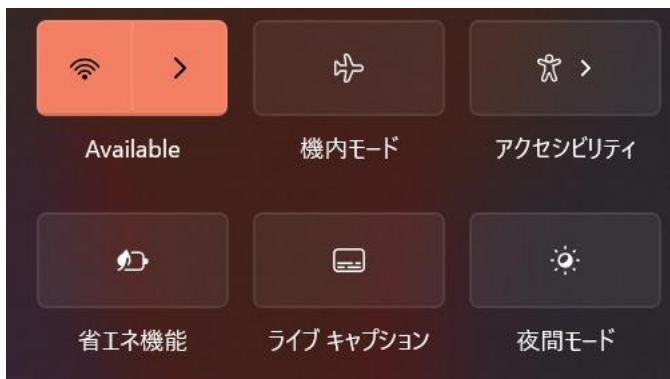 Available
機内モード
アクセシビリティ
省エネ機能
ライブ キャプション
夜間モード